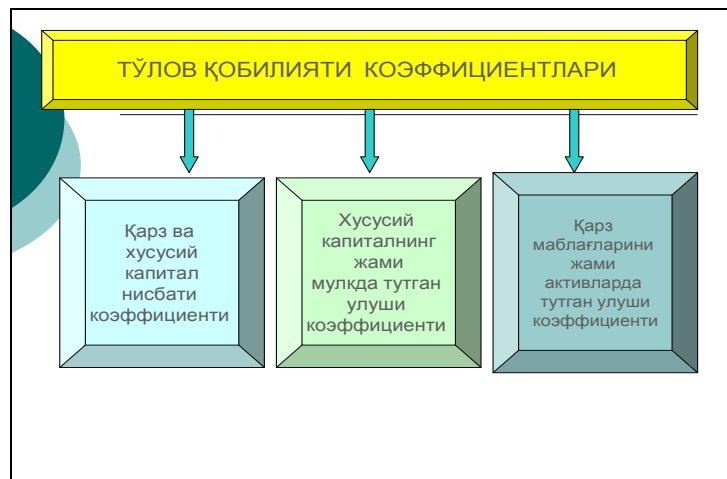 ТЎЛОВ ҚОБИЛИЯТИ КОЭФФИЦИЕНТЛАРИ
Қарз ва
хусусий
капитал
нисбати
коэффициенти
Хусусий
капиталнинг
жами
мулкда тутган
улуши
коэффициенти
Қарз
маблағларини
жами
активларда
тутган улуши
коэффициенти